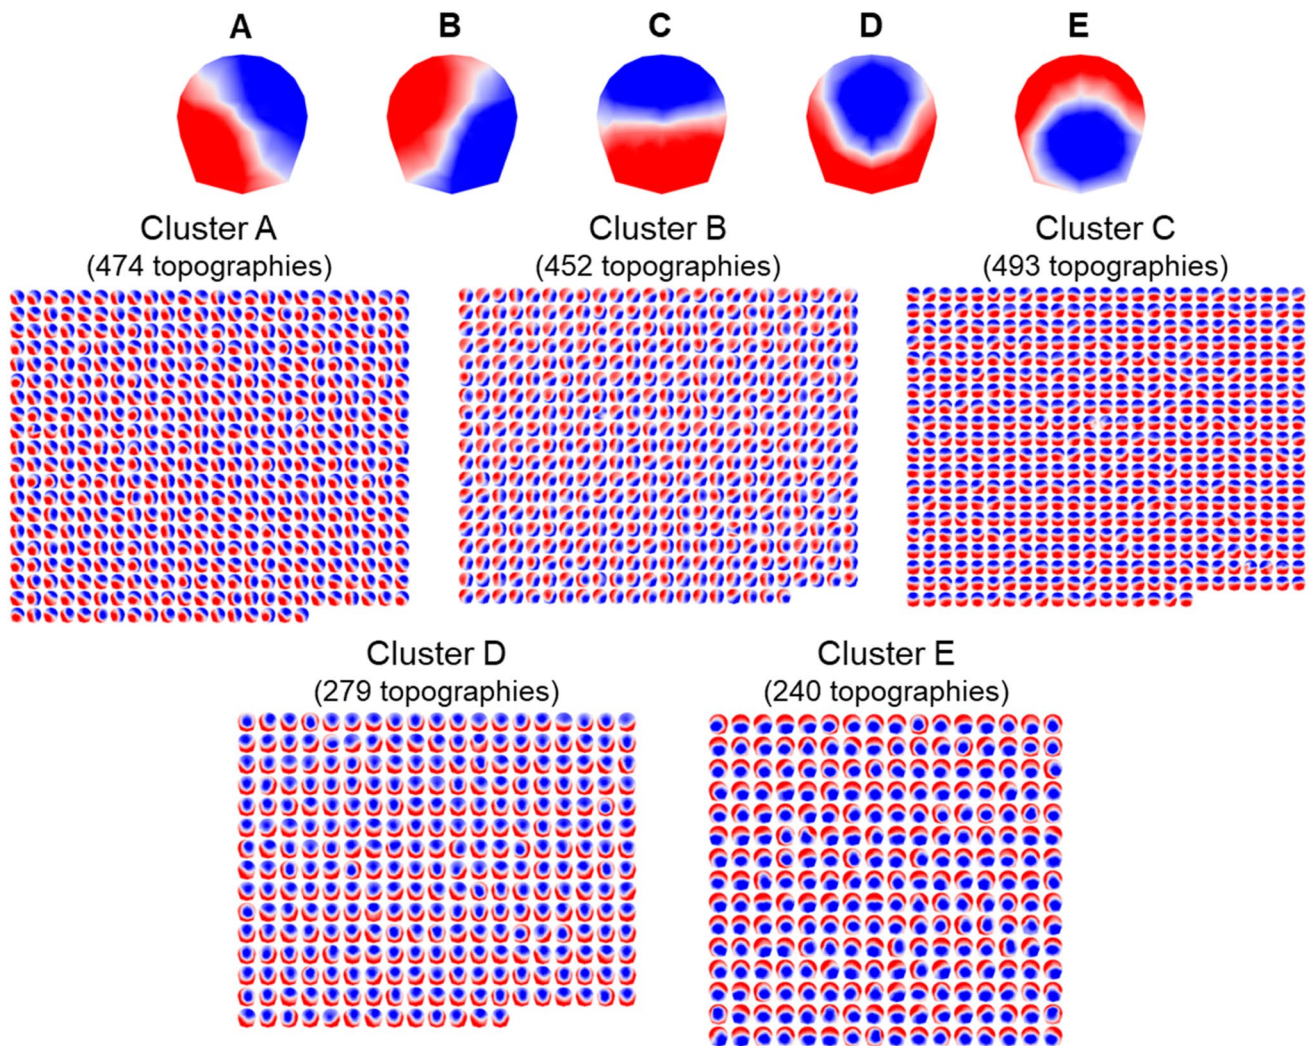 A B C D E
Cluster A
(474 topographies)
Cluster B
(452 topographies)
Cluster C
(493 topographies)
Cluster D
(279 topographies)
Cluster E
(240 topographies)